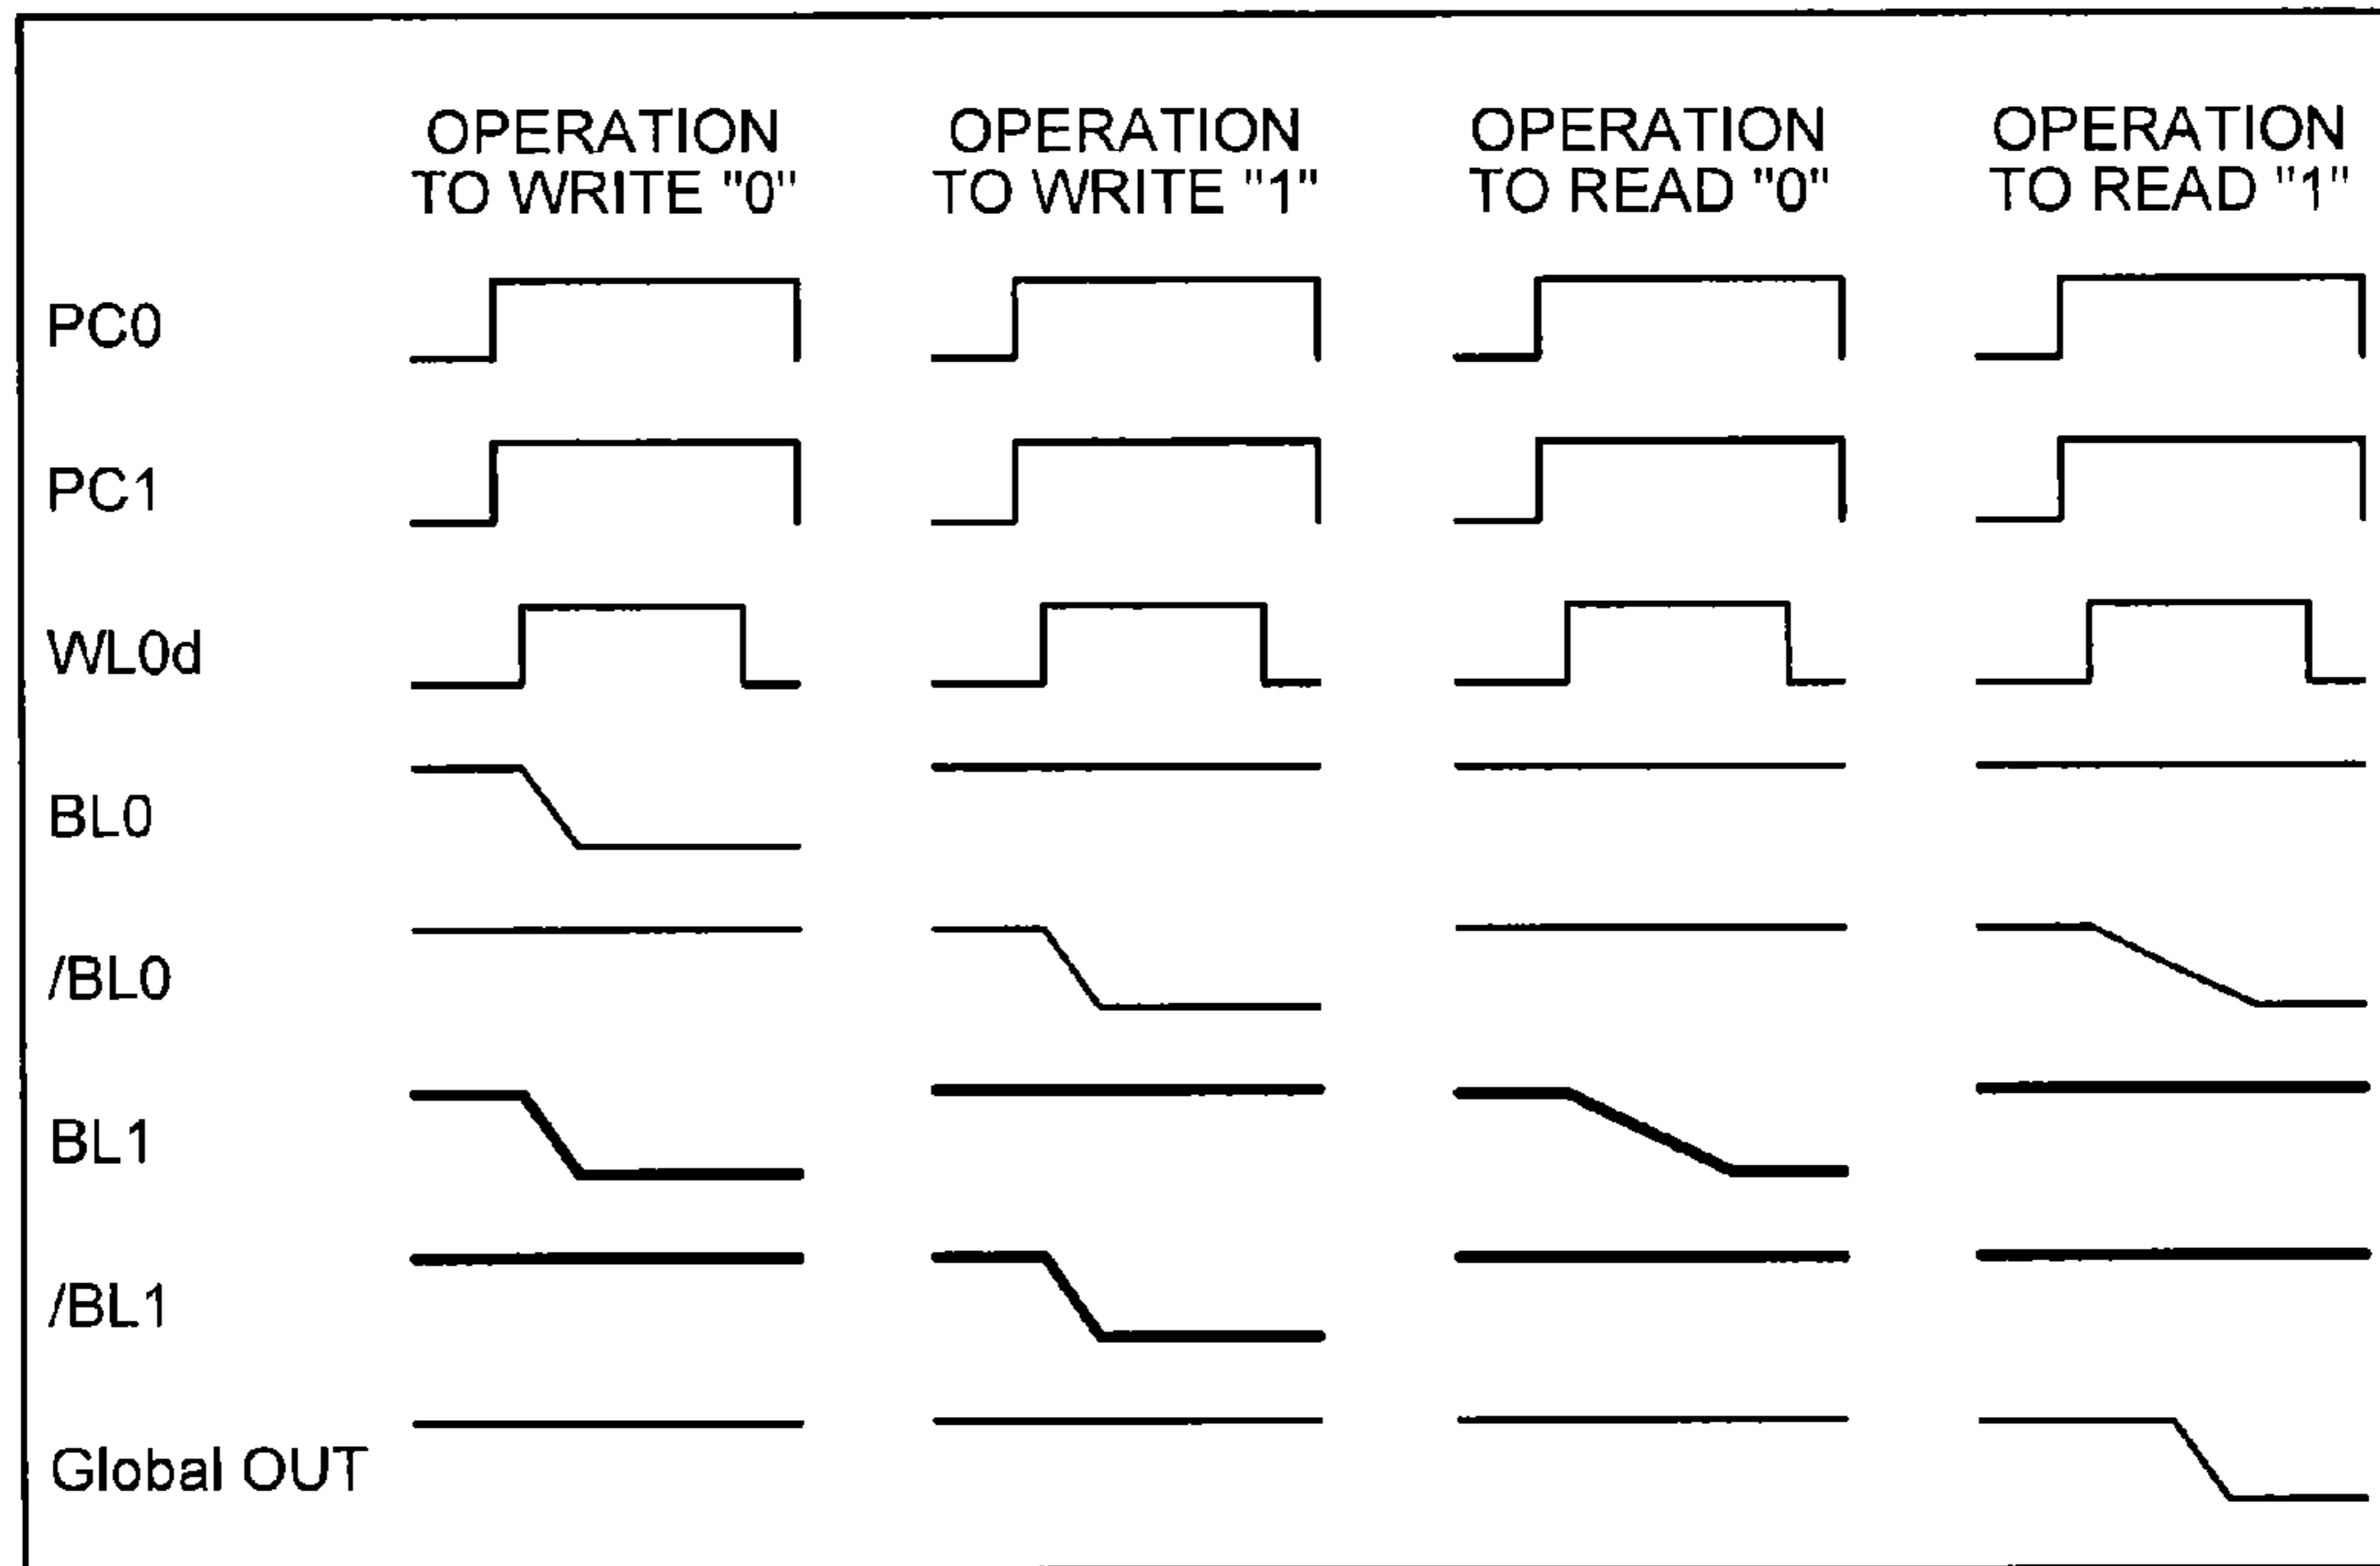 OPERATION
TO WRITE "0"
OPERATION
TO WRITE "1"
OPERATION
TO READ "0"
OPERATION
TO READ "1"
PC0
PC1
WL0d
BL0
/BL0
BL1
/BL1
Global OUT